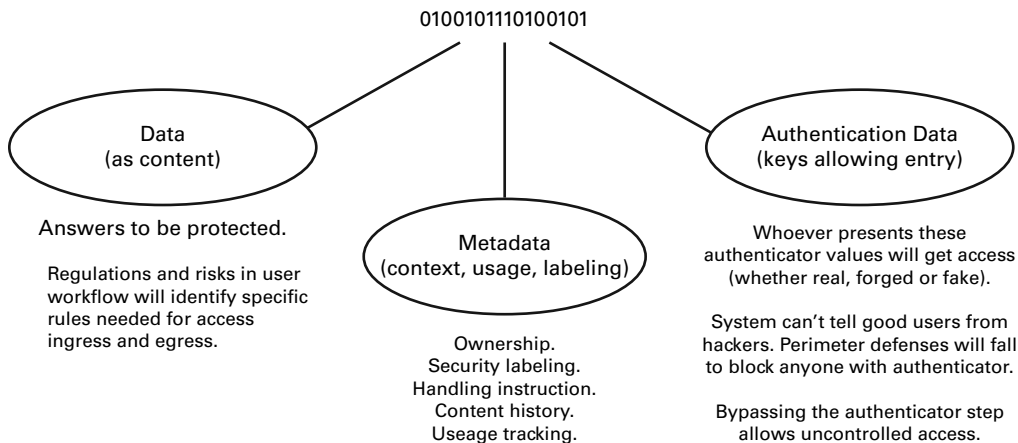 0100101110100101
Data
(as content)
Answers to be protected.
Regulations and risks in user
workflow will identify specific
rules needed for access
ingress and egress.
Metadata
(context, usage, labeling)
Ownership.
Security labeling.
Handling instruction.
Content history.
Useage tracking.
Authentication Data
(keys allowing entry)
Whoever presents these
authenticator values will get access
(whether real, forged or fake).
System can't tell good users from
hackers. Perimeter defenses will fall
to block anyone with authenticator.
Bypassing the authenticator step
allows uncontrolled access.